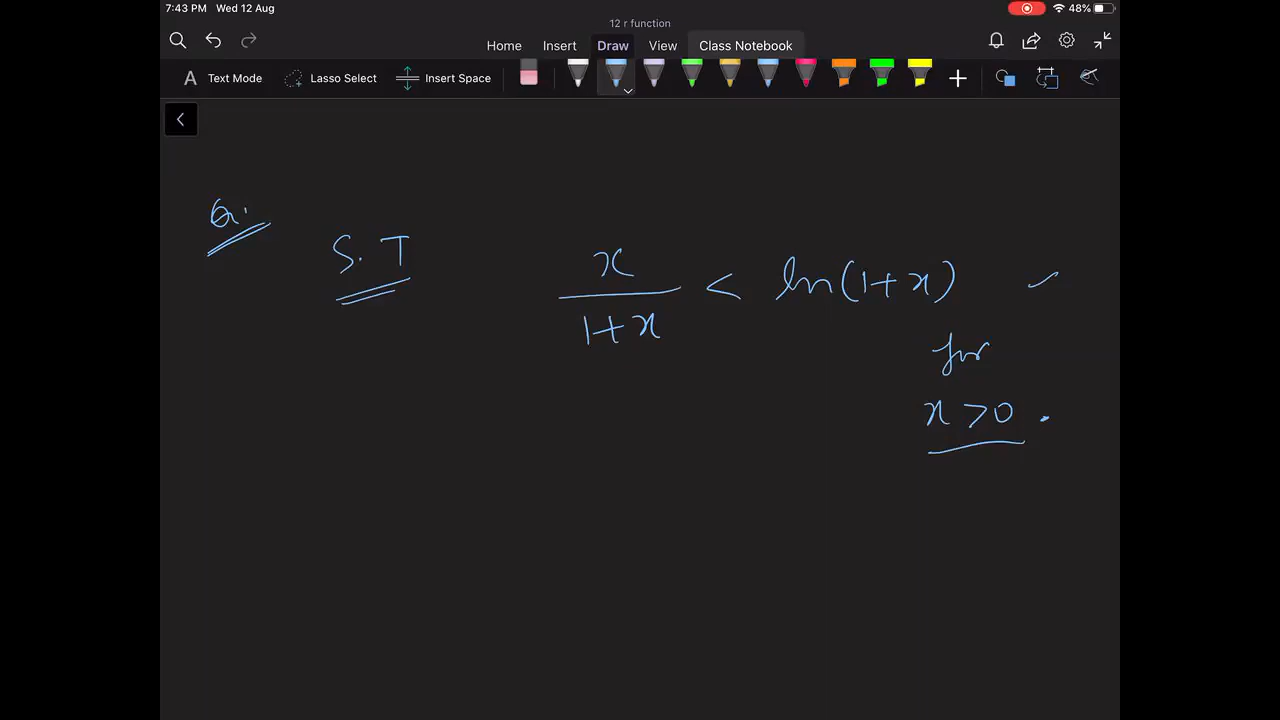 7:43 PM Wed 12 Aug 48%
12 r function
Home Insert Draw View Class Notebook
A Text Mode Lasso Select Insert Space
Q.
S.T x/(1+x) < ln(1+x)
for
x > 0.